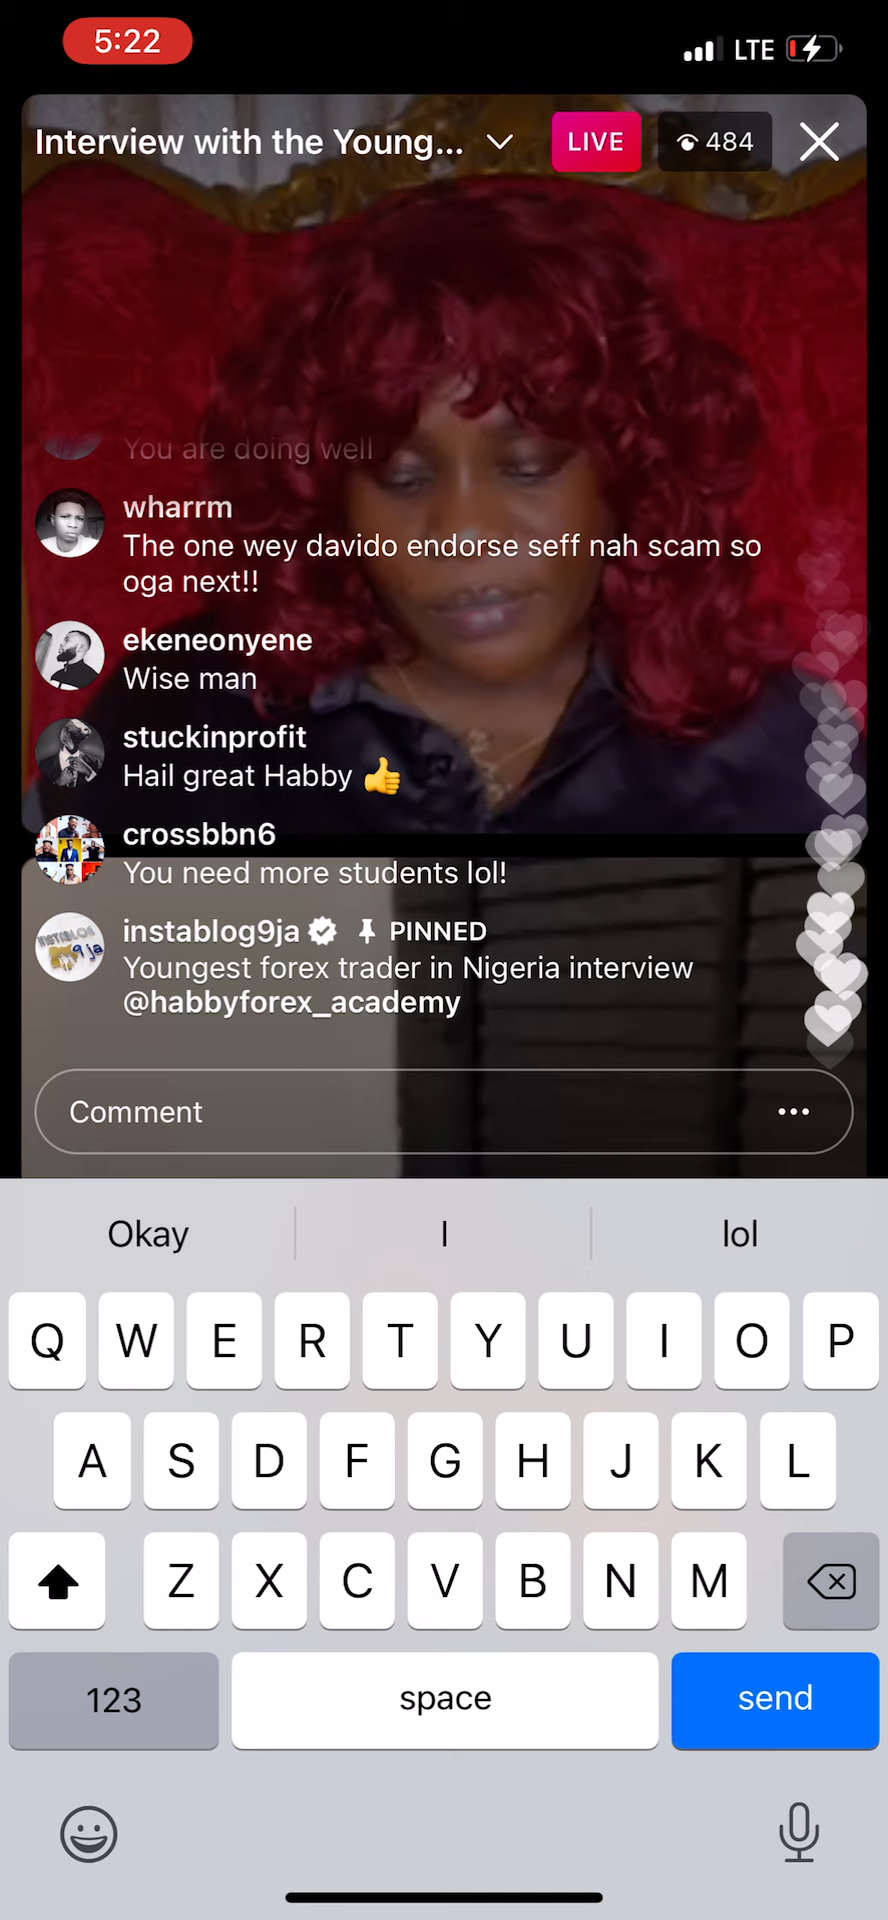 5:22
LTE
Interview with the Young...
LIVE
484
You are doing well
wharrm
The one wey davido endorse seff nah scam so
oga next!!
ekeneonyene
Wise man
stuckinprofit
Hail great Habby 👍
crossbbn6
You need more students lol!
instablog9ja PINNED
Youngest forex trader in Nigeria interview
@habbyforex_academy
Comment
Okay I lol
Q W E R T Y U I O P
A S D F G H J K L
Z X C V B N M
123 space send